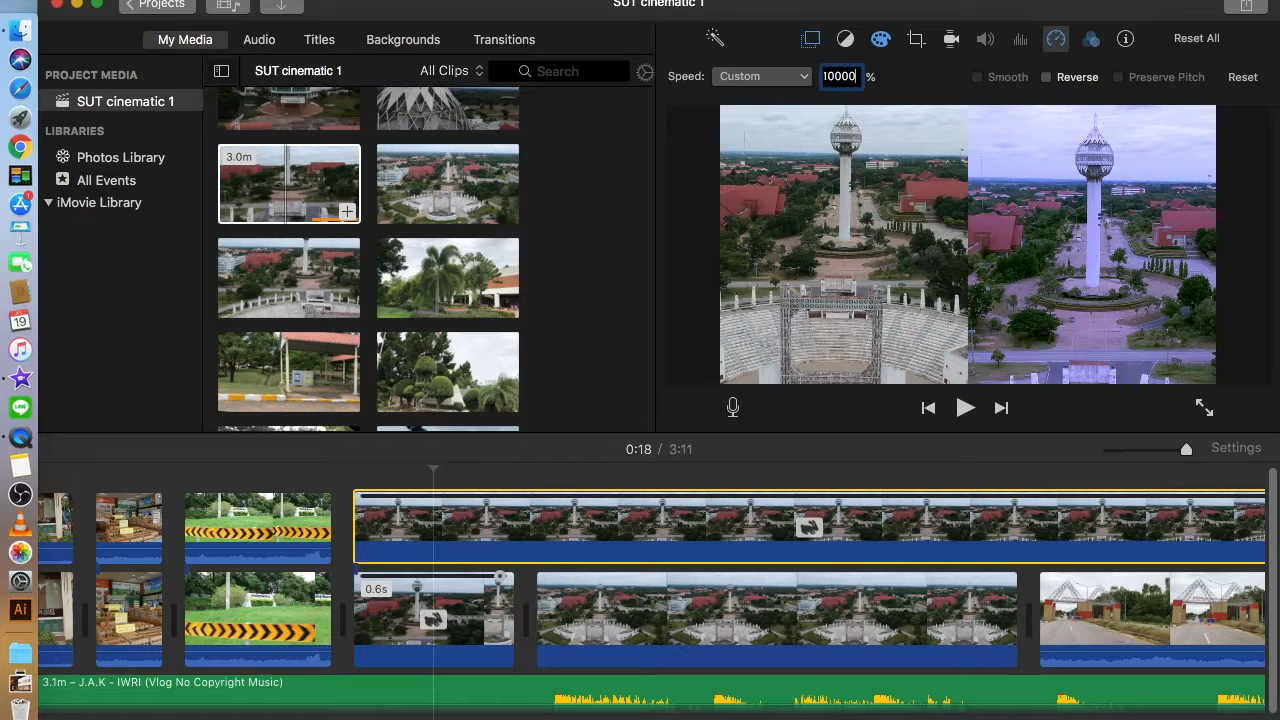 Projects
SUT cinematic 1
My Media
Audio
Titles
Backgrounds
Transitions
Reset All
PROJECT MEDIA
SUT cinematic 1
All Clips
Search
Speed:
Custom
10000
%
Smooth
Reverse
Preserve Pitch
Reset
SUT cinematic 1
LIBRARIES
Photos Library
All Events
iMovie Library
3.0m
JUL
19
LINE
Ai
0:18 / 3:11
Settings
0.6s
3.1m – J.A.K - IWRI (Vlog No Copyright Music)